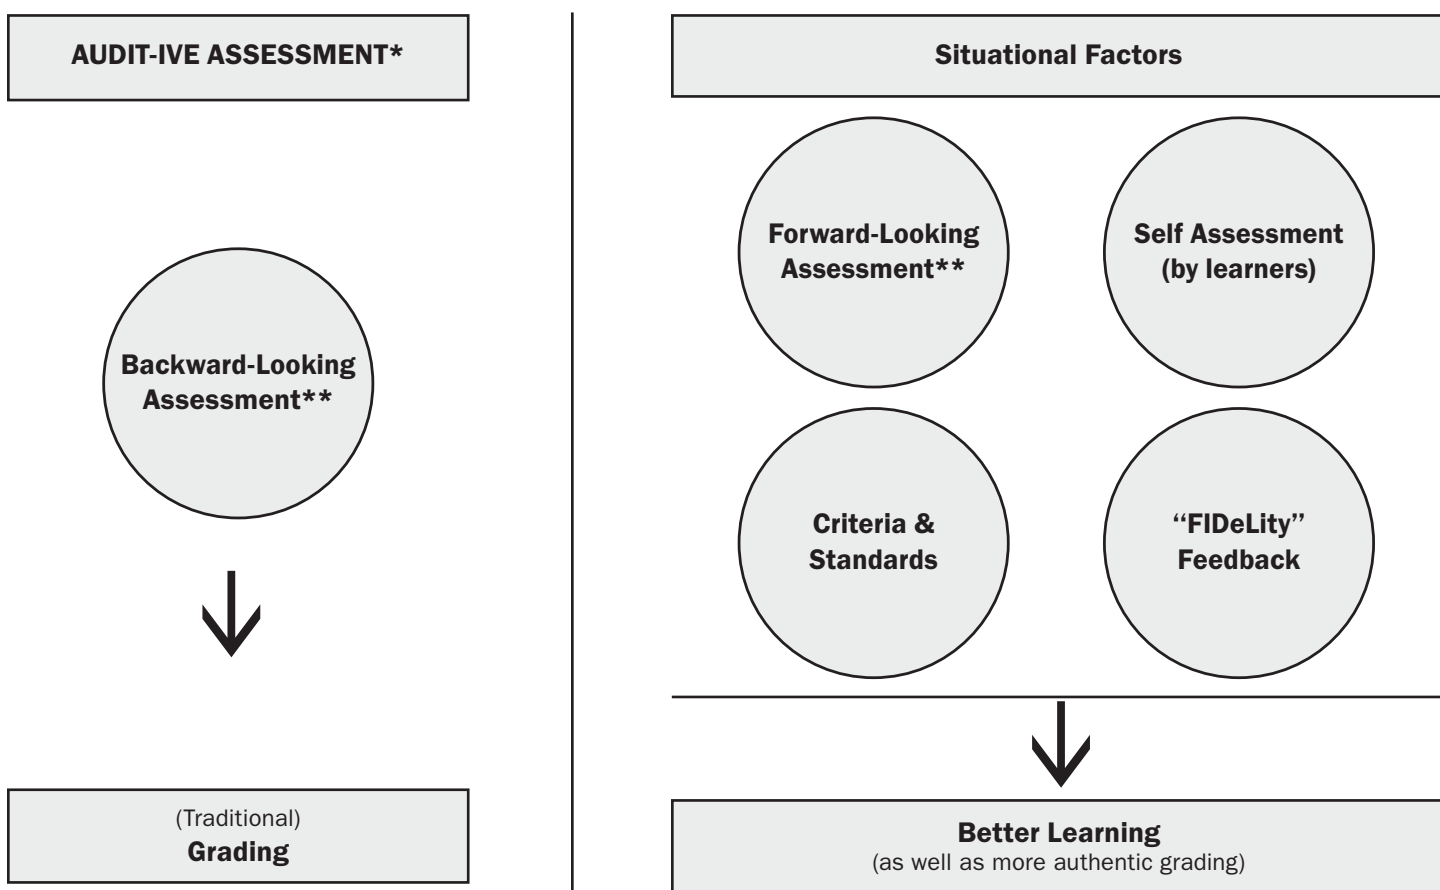 AUDIT-IVE ASSESSMENT*
Backward-Looking
Assessment**
(Traditional)
Grading
Situational Factors
Forward-Looking
Assessment**
Self Assessment
(by learners)
Criteria &
Standards
“FIDeLity”
Feedback
Better Learning
(as well as more authentic grading)